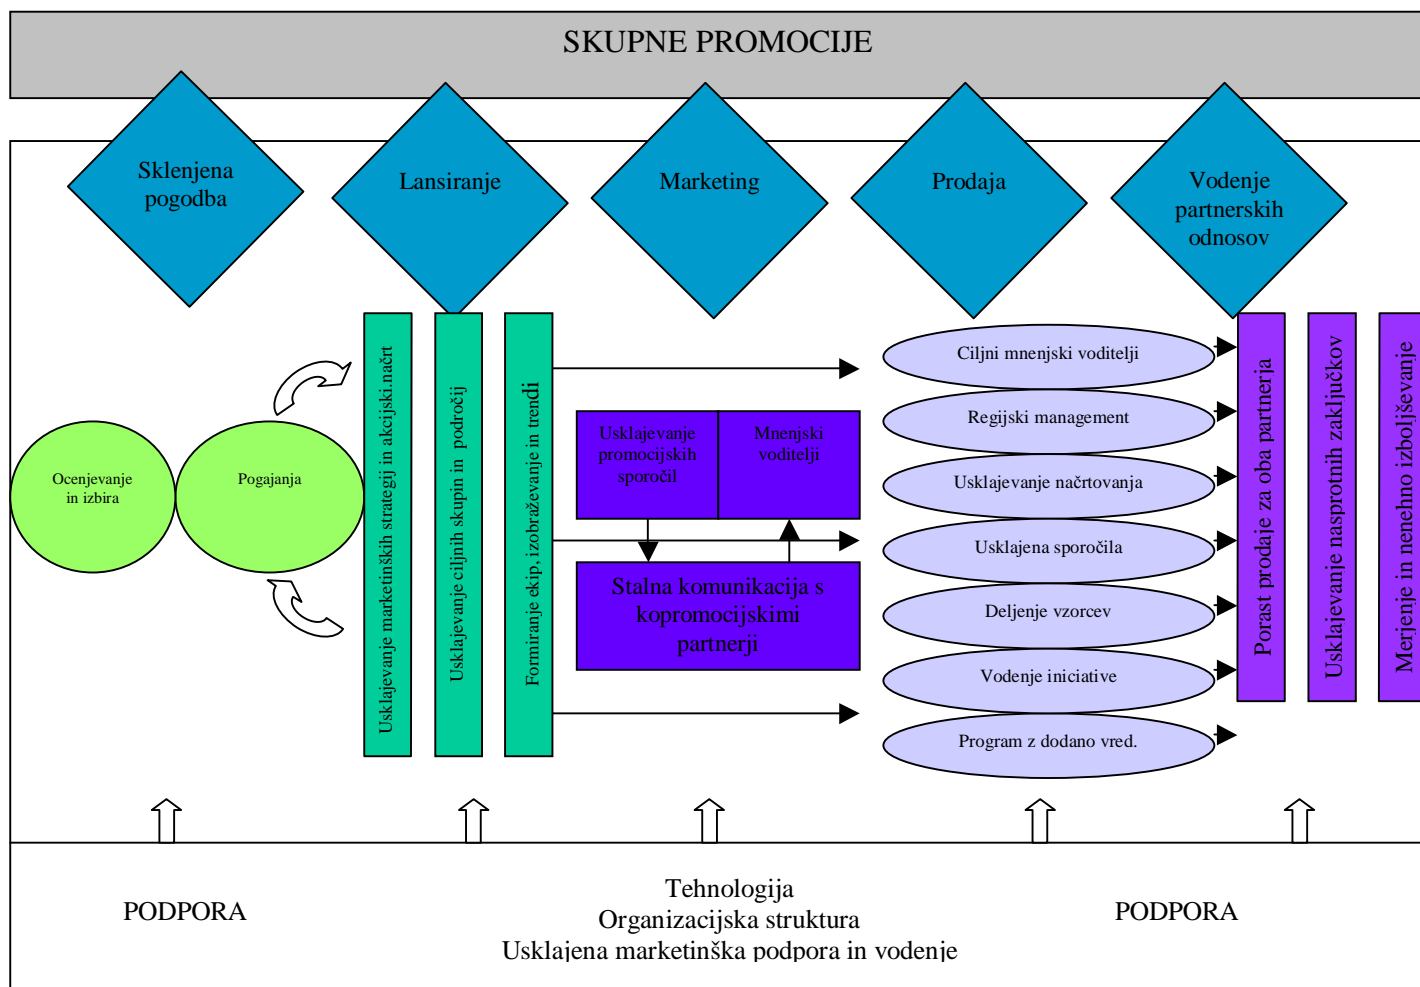 SKUPNE PROMOCIJE
Sklenjena
pogodba
Lansiranje
Marketing
Prodaja
Vodenje
partnerskih
odnosov
Ocenjevanje
in izbira
Pogajanja
Usklajevanje marketinških strategij in akcijski.načrt
Usklajevanje ciljnih skupin in področij
Formiranje ekip, izobraževanje in trendi
Usklajevanje
promocijskih
sporočil
Mnenjski
voditelji
Stalna komunikacija s
kopromocijskimi
partnerji
Ciljni mnenjski voditelji
Regijski management
Usklajevanje načrtovanja
Usklajena sporočila
Deljenje vzorcev
Vodenje iniciative
Program z dodano vred.
Porast prodaje za oba partnerja
Usklajevanje nasprotnih zaključkov
Merjenje in nenehno izboljševanje
PODPORA
Tehnologija
Organizacijska struktura
Usklajena marketinška podpora in vodenje
PODPORA